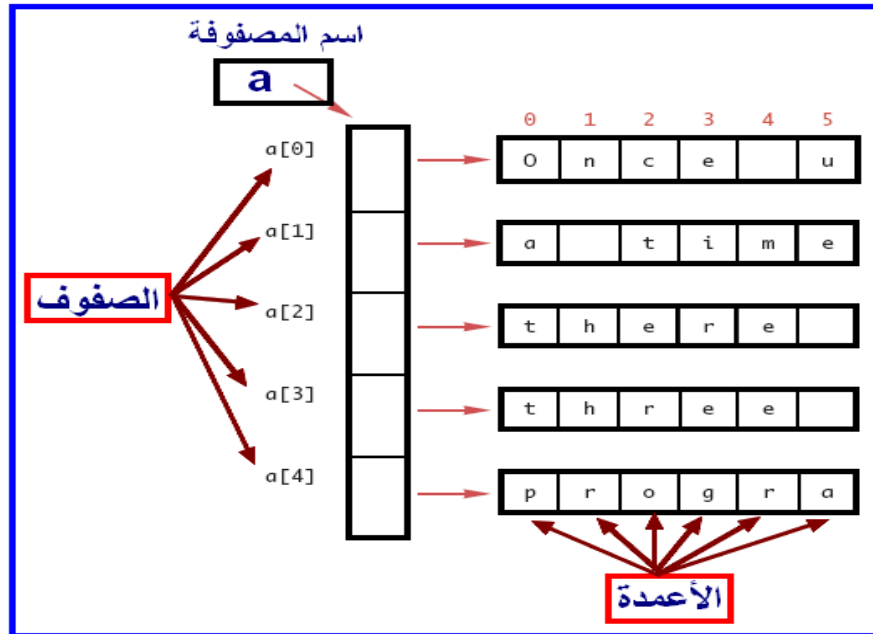 اسم المصفوفة
a
0 1 2 3 4 5
a[0] O n c e u
a[1] a t i m e
الصفوف
a[2] t h e r e
a[3] t h r e e
a[4] p r o g r a
الأعمدة